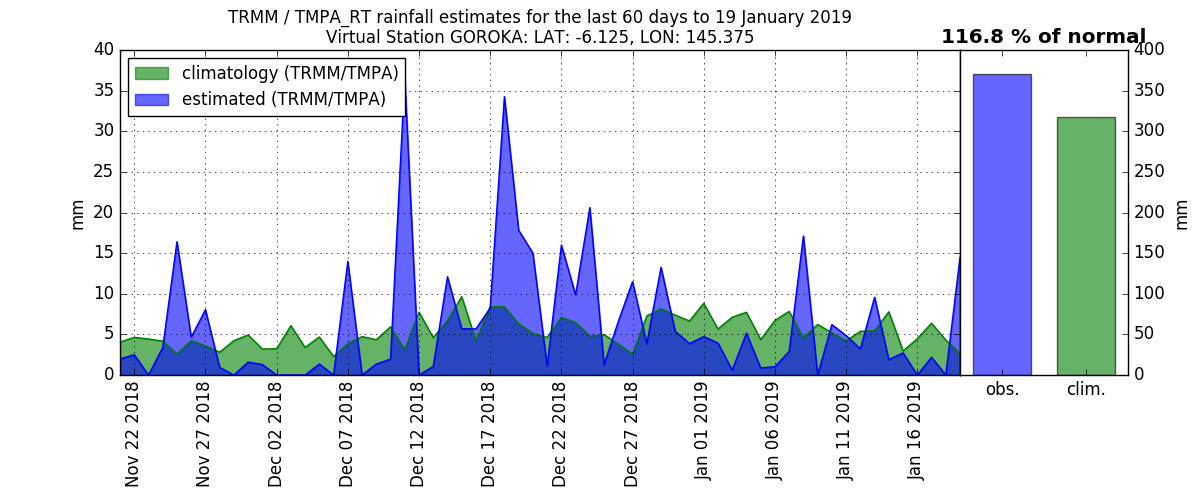 TRMM / TMPA_RT rainfall estimates for the last 60 days to 19 January 2019
Virtual Station GOROKA: LAT: -6.125, LON: 145.375
116.8 % of normal
climatology (TRMM/TMPA)
estimated (TRMM/TMPA)
40
35
30
25
20
15
10
5
0
mm
400
350
300
250
200
150
100
50
0
mm
Nov 22 2018
Nov 27 2018
Dec 02 2018
Dec 07 2018
Dec 12 2018
Dec 17 2018
Dec 22 2018
Dec 27 2018
Jan 01 2019
Jan 06 2019
Jan 11 2019
Jan 16 2019
obs.
clim.